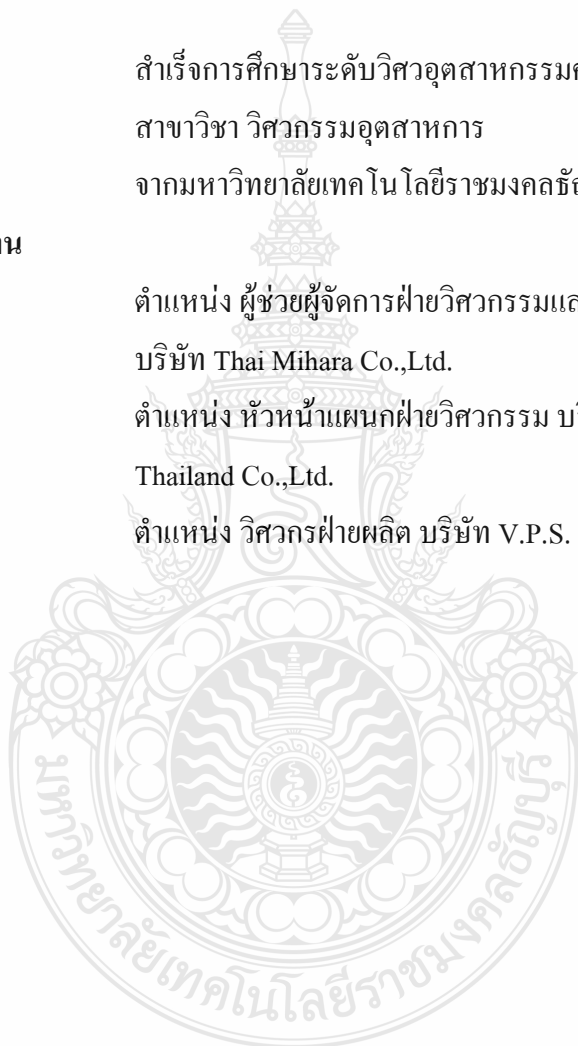 สำเร็จการศึกษาระดับวิศวอุตสาหกรรม
สาขาวิชา วิศวกรรมอุตสาหการ
จากมหาวิทยาลัยเทคโนโลยีราชมงคล
ตำแหน่ง ผู้ช่วยผู้จัดการฝ่ายวิศวกรรม
บริษัท Thai Mihara Co.,Ltd.
ตำแหน่ง หัวหน้าแผนกฝ่ายวิศวกรรม
Thailand Co.,Ltd.
ตำแหน่ง วิศวกรฝ่ายผลิต บริษัท V.P.S.
มหาวิทยาลัยเทคโนโลยีราชมงคลธัญบุรี